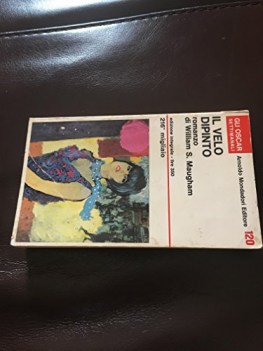 GLI OSCAR
SETTIMANALI
Arnoldo Mondadori Editore
120
IL VELO
DIPINTO
romanzo
di William S. Maugham
edizione integrale - lire 350
216° migliaio